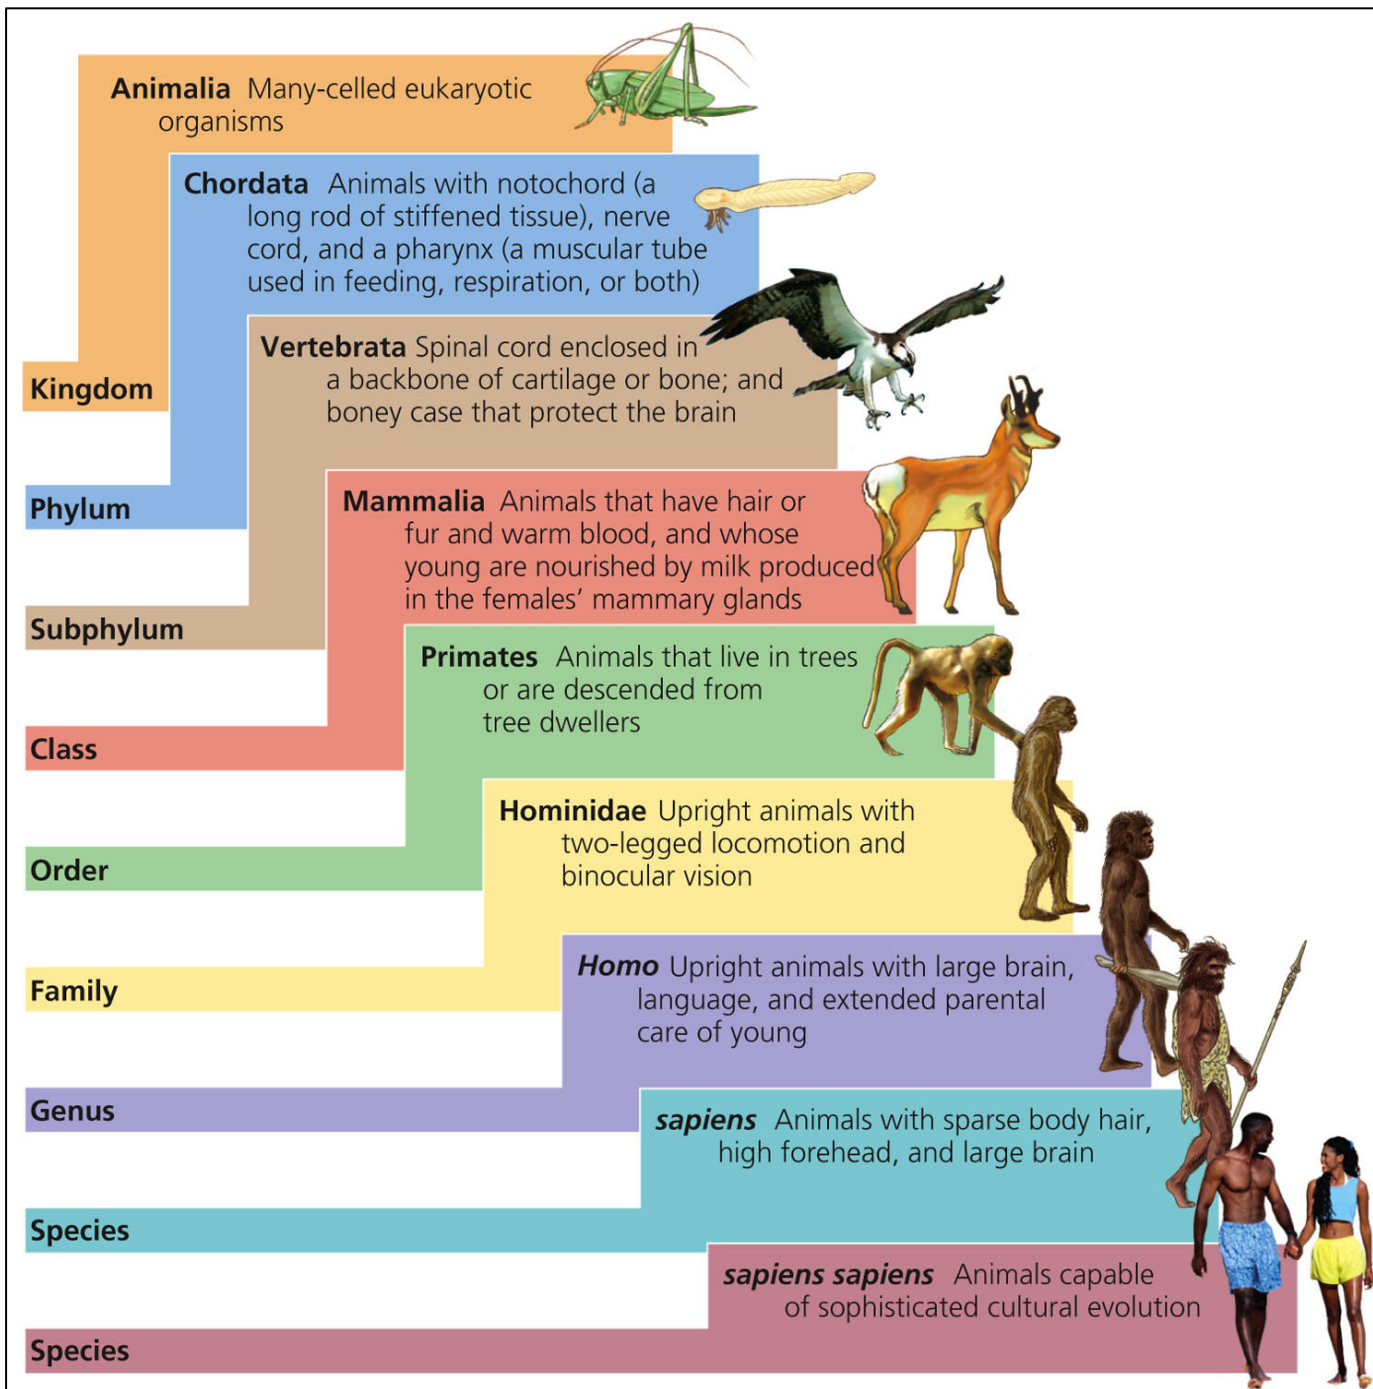 Animalia Many-celled eukaryotic
organisms
Chordata Animals with notochord (a
long rod of stiffened tissue), nerve
cord, and a pharynx (a muscular tube
used in feeding, respiration, or both)
Vertebrata Spinal cord enclosed in
a backbone of cartilage or bone; and
boney case that protect the brain
Kingdom
Mammalia Animals that have hair or
fur and warm blood, and whose
young are nourished by milk produced
in the females’ mammary glands
Phylum
Subphylum
Primates Animals that live in trees
or are descended from
tree dwellers
Class
Hominidae Upright animals with
two-legged locomotion and
binocular vision
Order
Homo Upright animals with large brain,
language, and extended parental
care of young
Family
Genus
sapiens Animals with sparse body hair,
high forehead, and large brain
Species
sapiens sapiens Animals capable
of sophisticated cultural evolution
Species